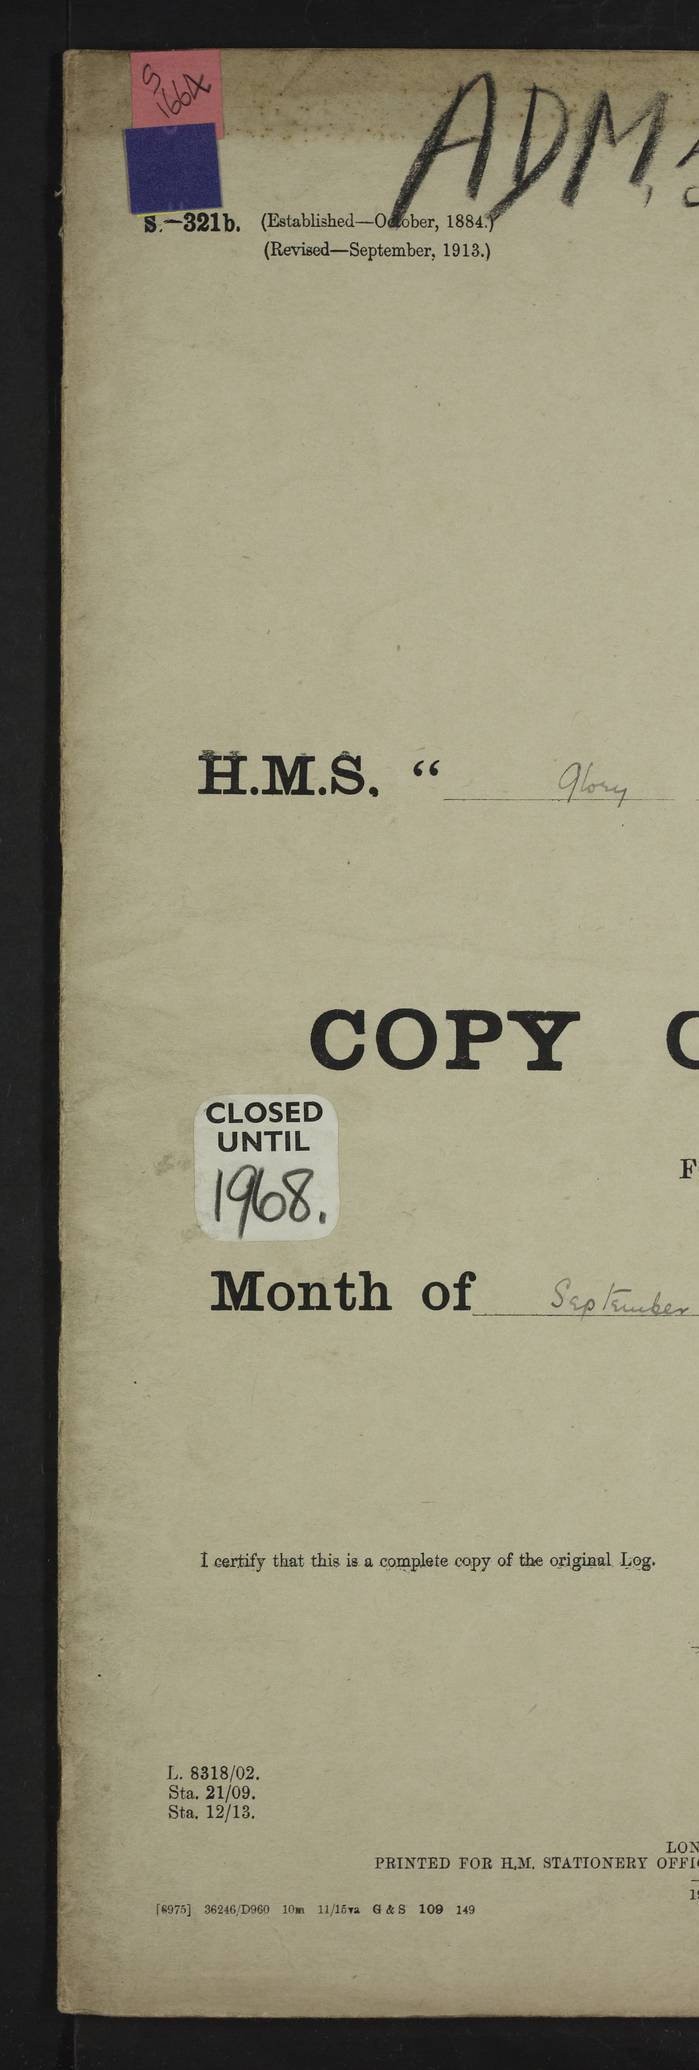 S
1664
ADM.
S.—321b. (Established—October, 1884.)
(Revised—September, 1913.)
H.M.S. “ Glory
COPY
CLOSED
UNTIL
1968.
F
Month of September
I certify that this is a complete copy of the original Log.
L. 8318/02.
Sta. 21/09.
Sta. 12/13.
LON
PRINTED FOR H.M. STATIONERY OFFI
[8975] 36246/D960 10m 11/15va G & S 109 149